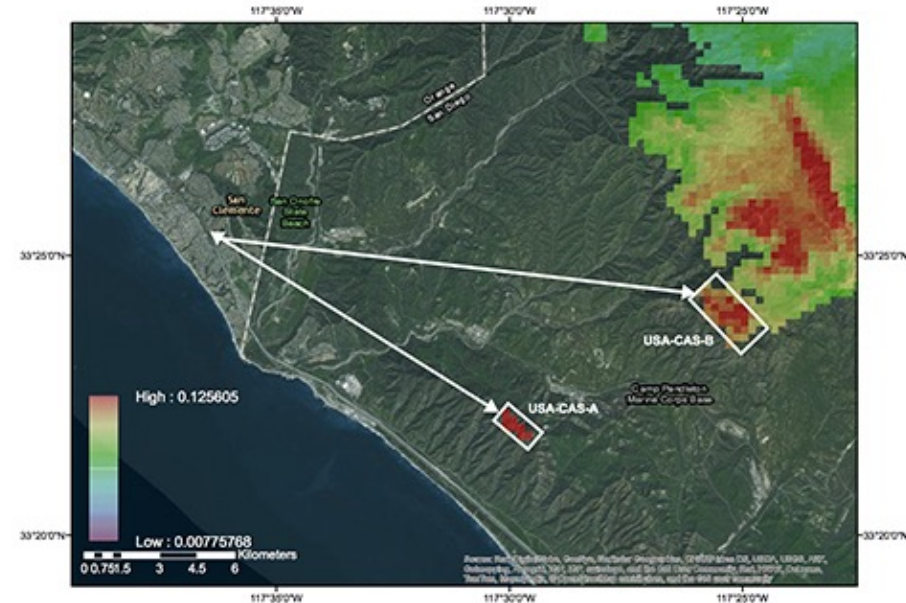 117°35'0"W
117°30'0"W
117°25'0"W
Orange
San Diego
San
Clemente
San Onofre
State
Beach
33°25'0"N
33°25'0"N
USA-CAS-B
Camp Pendleton
Marine Corps Base
USA-CAS-A
High : 0.125605
Low : 0.00775768
Kilometers
0 0.751.5 3 4.5 6
33°20'0"N
33°20'0"N
117°35'0"W
117°30'0"W
117°25'0"W